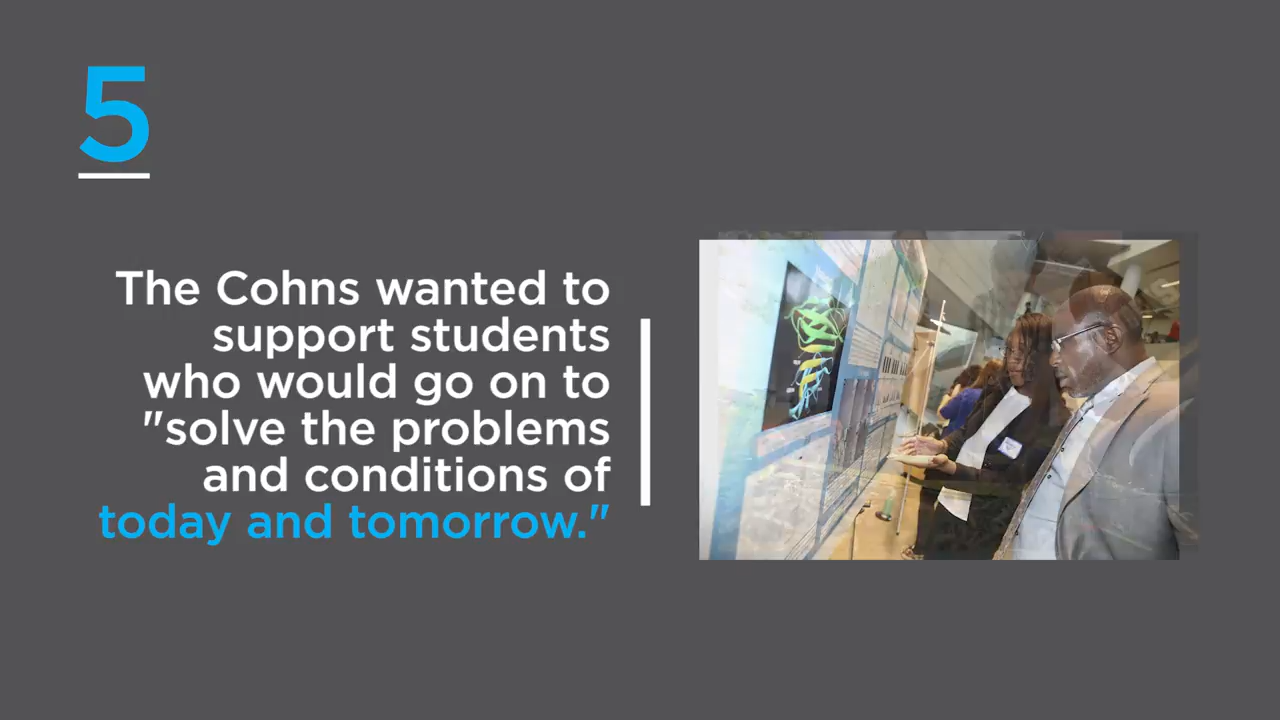 5
The Cohns wanted to
support students
who would go on to
"solve the problems
and conditions of
today and tomorrow."